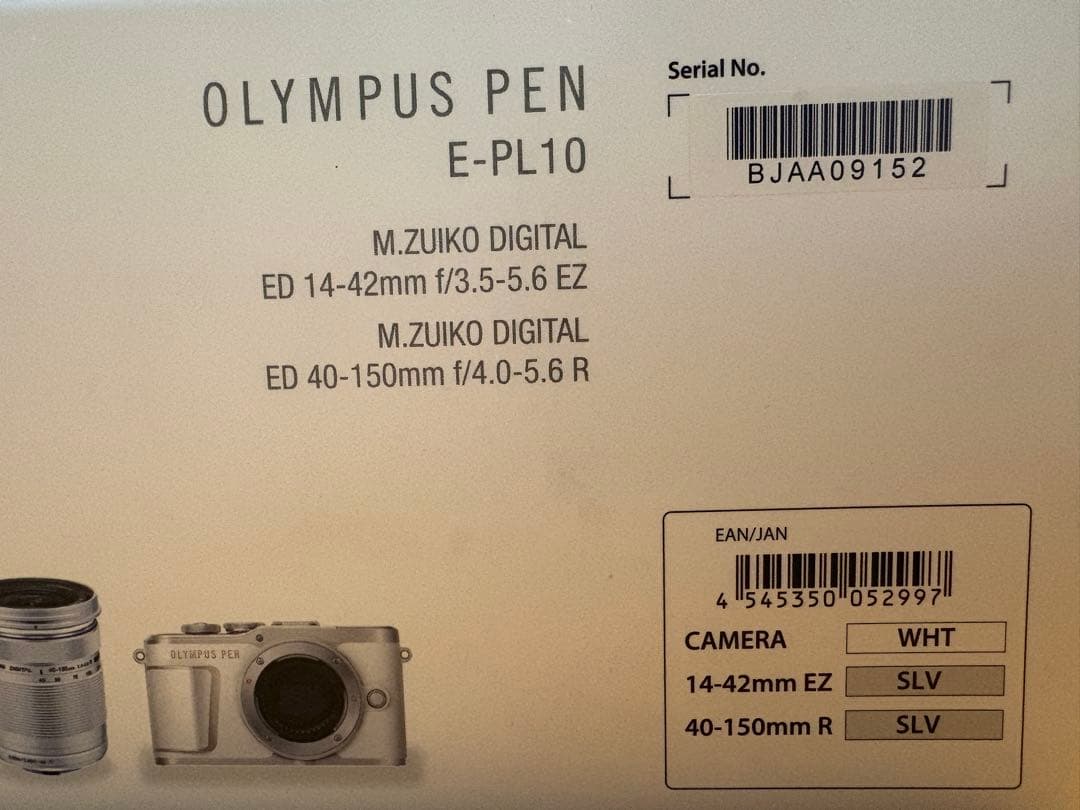 OLYMPUS PEN
E-PL10
M.ZUIKO DIGITAL
ED 14-42mm f/3.5-5.6 EZ
M.ZUIKO DIGITAL
ED 40-150mm f/4.0-5.6 R
Serial No.
BJAA09152
EAN/JAN
4 545350 052997
CAMERA WHT
14-42mm EZ SLV
40-150mm R SLV
OLYMPUS PEN